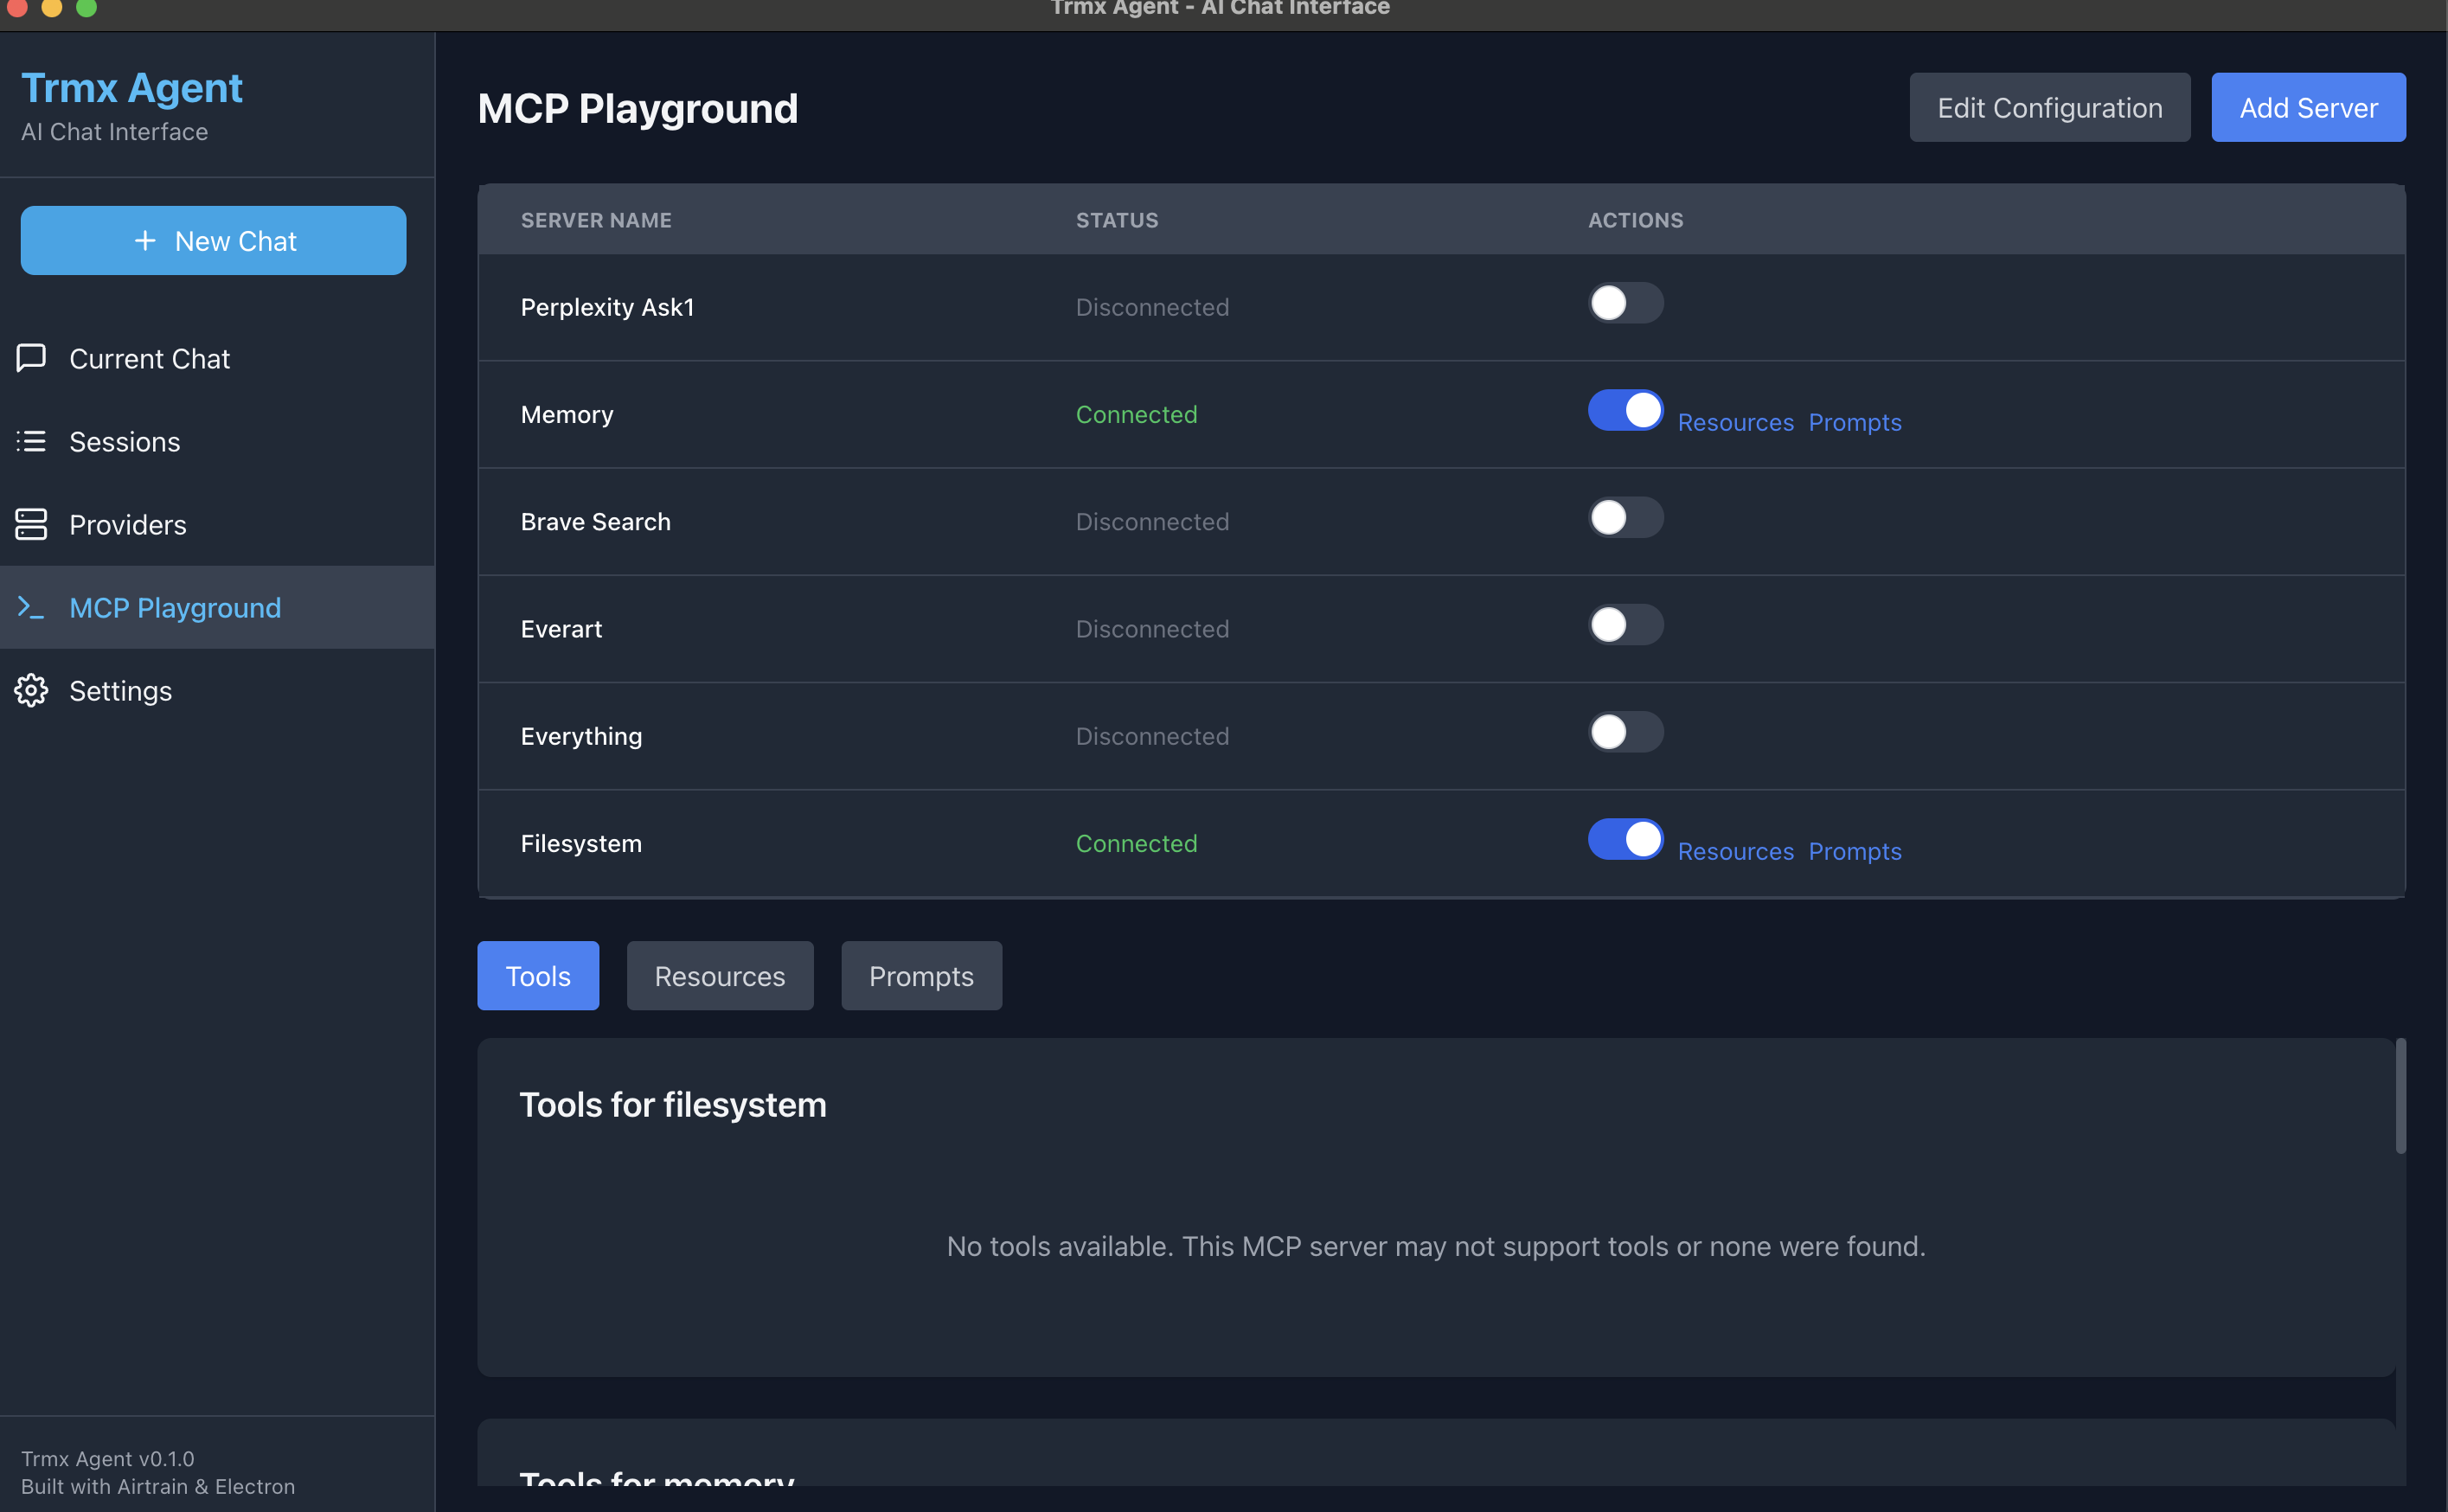 Trmx Agent - AI Chat Interface
Trmx Agent
AI Chat Interface
+ New Chat
Current Chat
Sessions
Providers
MCP Playground
Settings
Trmx Agent v0.1.0
Built with Airtrain & Electron
MCP Playground
Edit Configuration
Add Server
SERVER NAME STATUS ACTIONS
Perplexity Ask1 Disconnected
Memory Connected Resources Prompts
Brave Search Disconnected
Everart Disconnected
Everything Disconnected
Filesystem Connected Resources Prompts
Tools Resources Prompts
Tools for filesystem
No tools available. This MCP server may not support tools or none were found.
Tools for memory